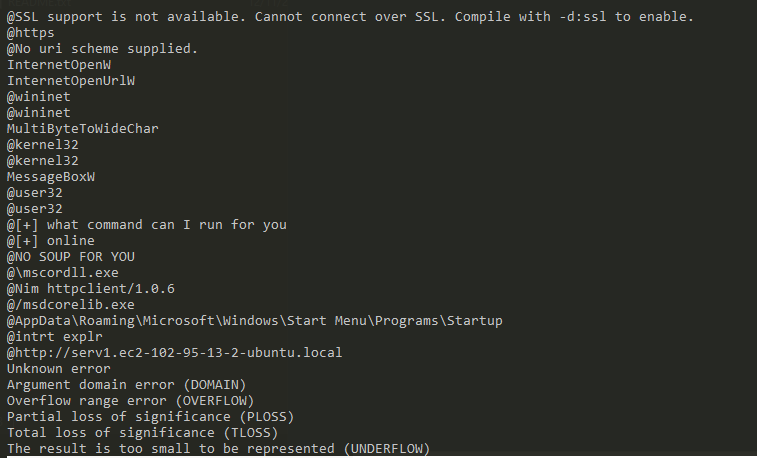 @SSL support is not available. Cannot connect over SSL. Compile with -d:ssl to enable.
@https
@No uri scheme supplied.
InternetOpenW
InternetOpenUrlW
@wininet
@wininet
MultiByteToWideChar
@kernel32
@kernel32
MessageBoxW
@user32
@user32
@[+] what command can I run for you
@[+] online
@NO SOUP FOR YOU
@\mscordll.exe
@Nim httpclient/1.0.6
@/msdcorelib.exe
@AppData\Roaming\Microsoft\Windows\Start Menu\Programs\Startup
@intrt explr
@http://serv1.ec2-102-95-13-2-ubuntu.local
Unknown error
Argument domain error (DOMAIN)
Overflow range error (OVERFLOW)
Partial loss of significance (PLOSS)
Total loss of significance (TLOSS)
The result is too small to be represented (UNDERFLOW)